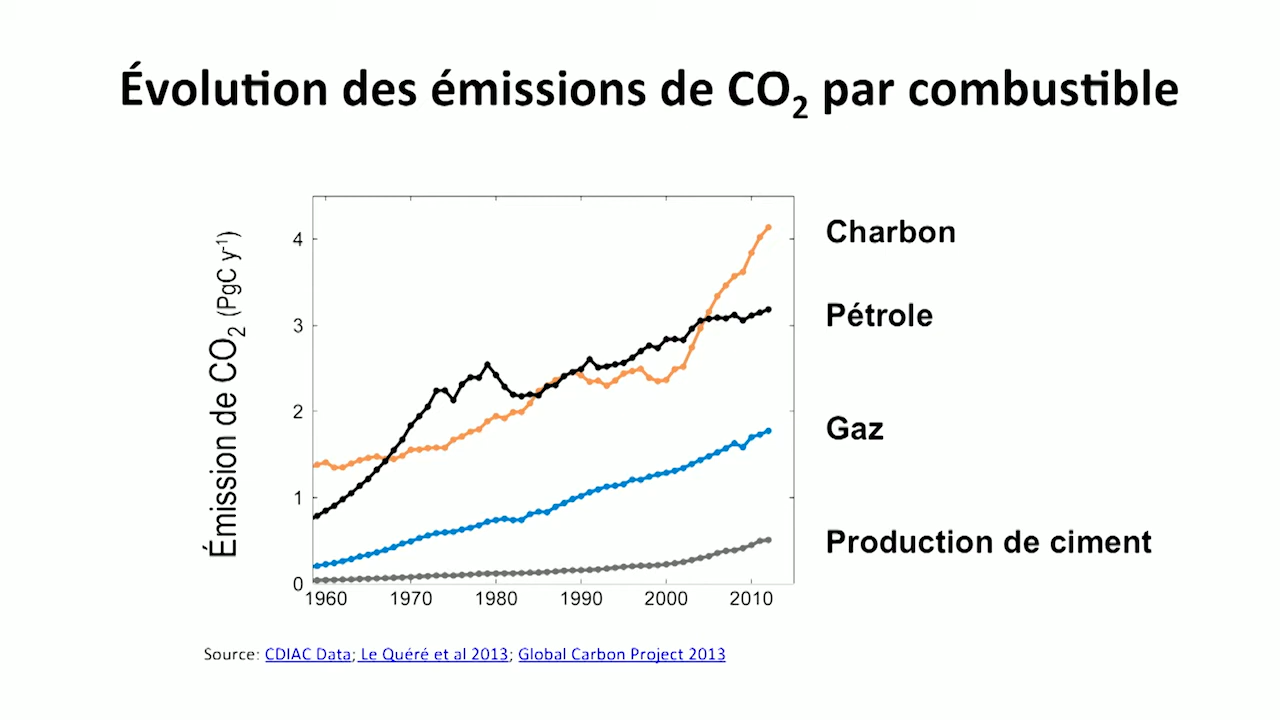 Évolution des émissions de CO₂ par combustible
Émission de CO₂ (PgC y⁻¹)
4
3
2
1
0
1960 1970 1980 1990 2000 2010
Charbon
Pétrole
Gaz
Production de ciment
Source: CDIAC Data; Le Quéré et al 2013; Global Carbon Project 2013